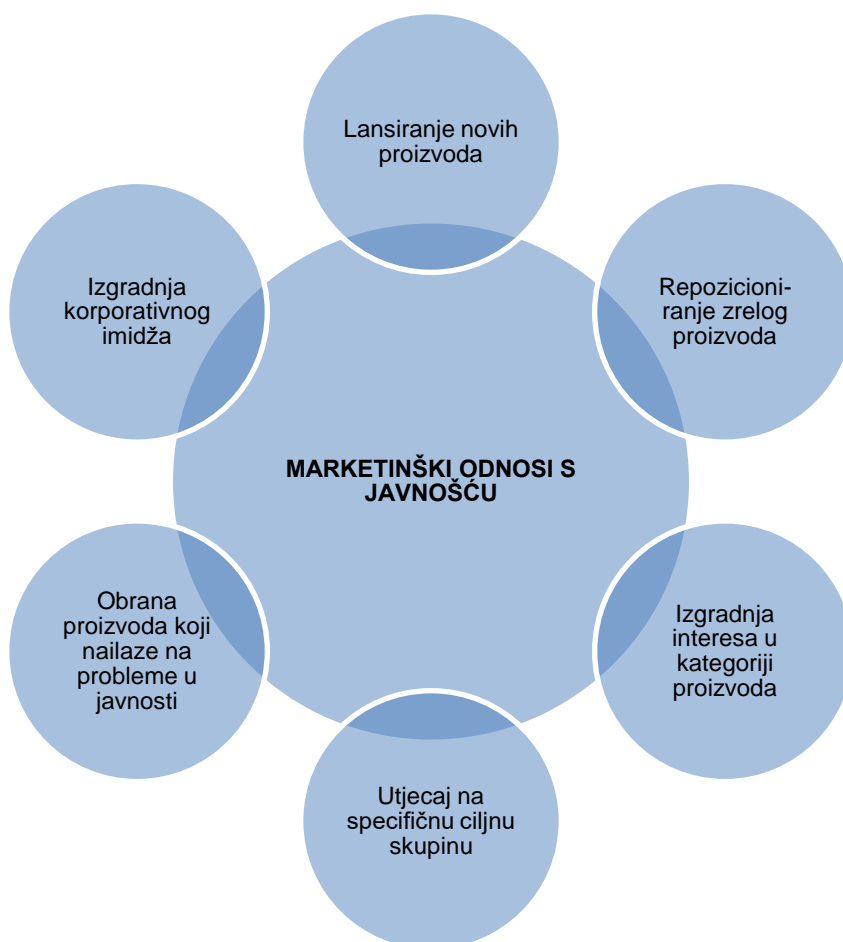 Lansiranje novih
proizvoda
Repozicioni-
ranje zrelog
proizvoda
Izgradnja
interesa u
kategoriji
proizvoda
Utjecaj na
specifičnu ciljnu
skupinu
Obrana
proizvoda koji
nailaze na
probleme u
javnosti
Izgradnja
korporativnog
imidža
MARKETINŠKI ODNOSI S
JAVNOŠĆU